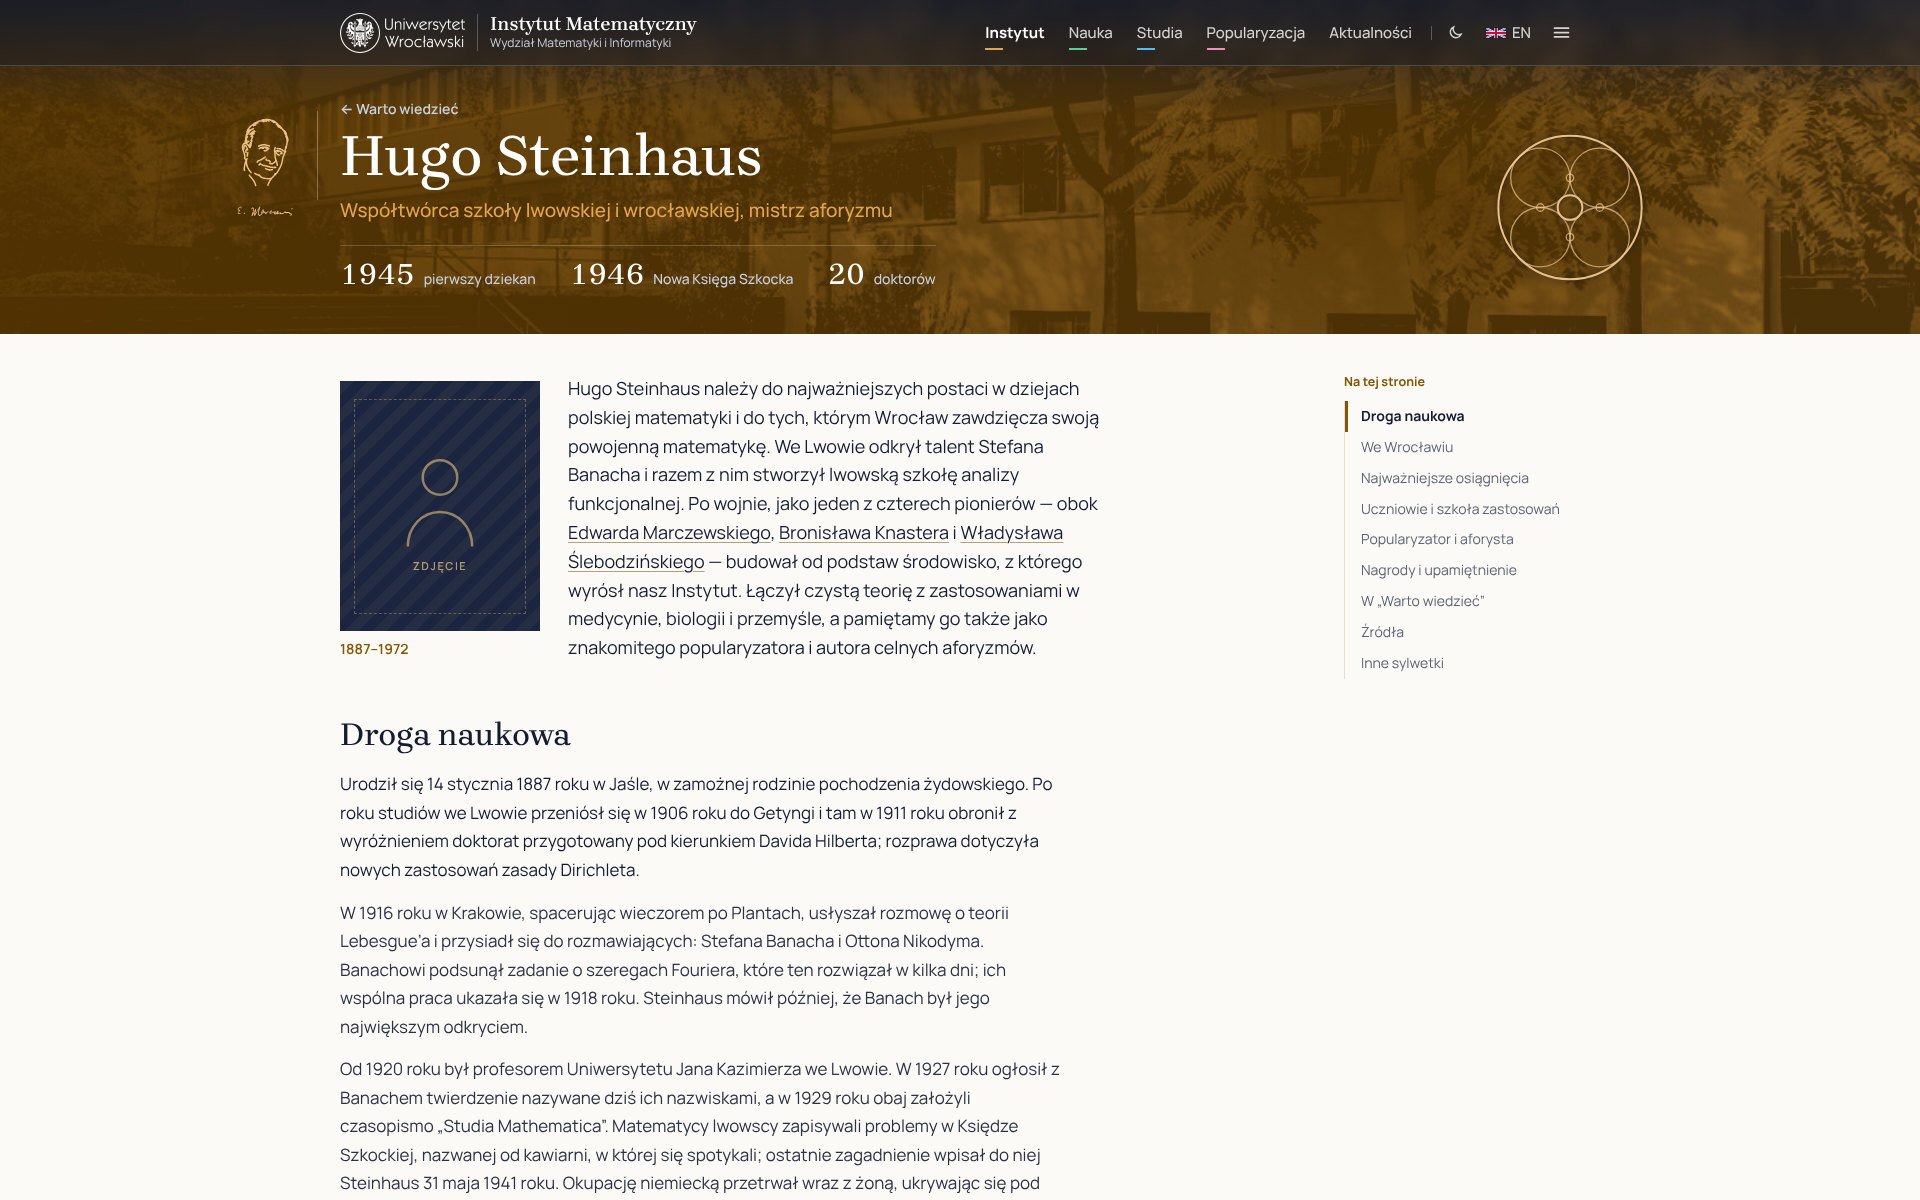 Uniwersytet
Wrocławski
Instytut Matematyczny
Wydział Matematyki i Informatyki
Instytut
Nauka
Studia
Popularyzacja
Aktualności
EN
← Warto wiedzieć
Hugo Steinhaus
Współtwórca szkoły lwowskiej i wrocławskiej, mistrz aforyzmu
1945 pierwszy dziekan
1946 Nowa Księga Szkocka
20 doktorów
ZDJĘCIE
1887–1972
Hugo Steinhaus należy do najważniejszych postaci w dziejach
polskiej matematyki i do tych, którym Wrocław zawdzięcza swoją
powojenną matematykę. We Lwowie odkrył talent Stefana
Banacha i razem z nim stworzył lwowską szkołę analizy
funkcjonalnej. Po wojnie, jako jeden z czterech pionierów — obok
Edwarda Marczewskiego, Bronisława Knastera i Władysława
Ślebodzińskiego — budował od podstaw środowisko, z którego
wyrósł nasz Instytut. Łączył czystą teorię z zastosowaniami w
medycynie, biologii i przemyśle, a pamiętamy go także jako
znakomitego popularyzatora i autora celnych aforyzmów.
Na tej stronie
Droga naukowa
We Wrocławiu
Najważniejsze osiągnięcia
Uczniowie i szkoła zastosowań
Popularyzator i aforysta
Nagrody i upamiętnienie
W „Warto wiedzieć”
Źródła
Inne sylwetki
Droga naukowa
Urodził się 14 stycznia 1887 roku w Jaśle, w zamożnej rodzinie pochodzenia żydowskiego. Po
roku studiów we Lwowie przeniósł się w 1906 roku do Getyngi i tam w 1911 roku obronił z
wyróżnieniem doktorat przygotowany pod kierunkiem Davida Hilberta; rozprawa dotyczyła
nowych zastosowań zasady Dirichleta.
W 1916 roku w Krakowie, spacerując wieczorem po Plantach, usłyszał rozmowę o teorii
Lebesgue’a i przysiadł się do rozmawiających: Stefana Banacha i Ottona Nikodyma.
Banachowi podsunął zadanie o szeregach Fouriera, które ten rozwiązał w kilka dni; ich
wspólna praca ukazała się w 1918 roku. Steinhaus mówił później, że Banach był jego
największym odkryciem.
Od 1920 roku był profesorem Uniwersytetu Jana Kazimierza we Lwowie. W 1927 roku ogłosił z
Banachem twierdzenie nazywane dziś ich nazwiskami, a w 1929 roku obaj założyli
czasopismo „Studia Mathematica”. Matematycy lwowscy zapisywali problemy w Księdze
Szkockiej, nazwanej od kawiarni, w której się spotykali; ostatnie zagadnienie wpisał do niej
Steinhaus 31 maja 1941 roku. Okupację niemiecką przetrwał wraz z żoną, ukrywając się pod